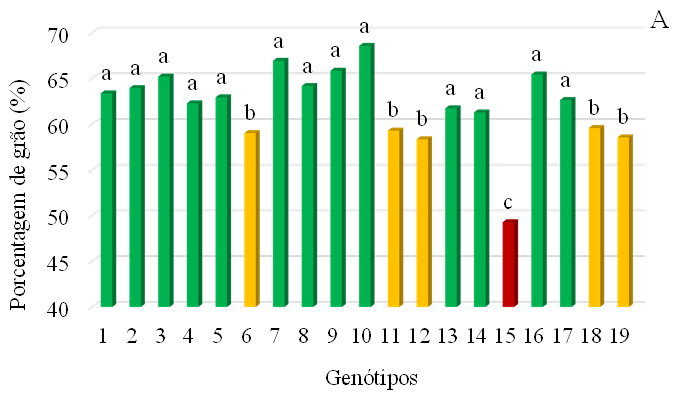 A
Porcentagem de grão (%)
70
65
60
55
50
45
40
a a a a a b a a a a b b a a c a a b b
1 2 3 4 5 6 7 8 9 10 11 12 13 14 15 16 17 18 19
Genótipos